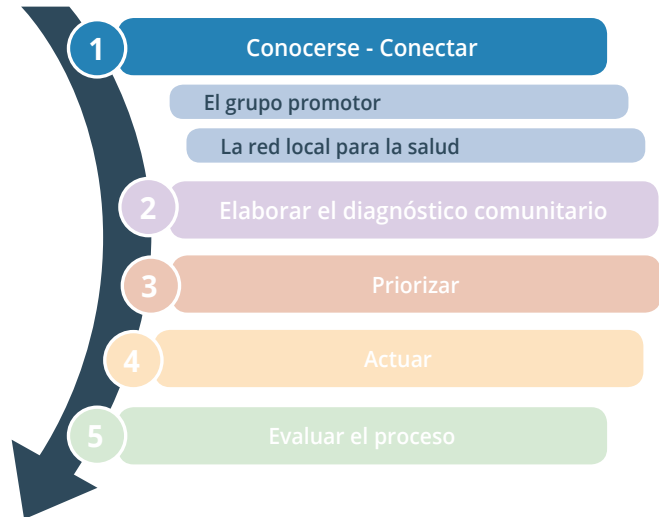 1
Conocerse - Conectar
El grupo promotor
La red local para la salud
2
Elaborar el diagnóstico comunitario
3
Priorizar
4
Actuar
5
Evaluar el proceso